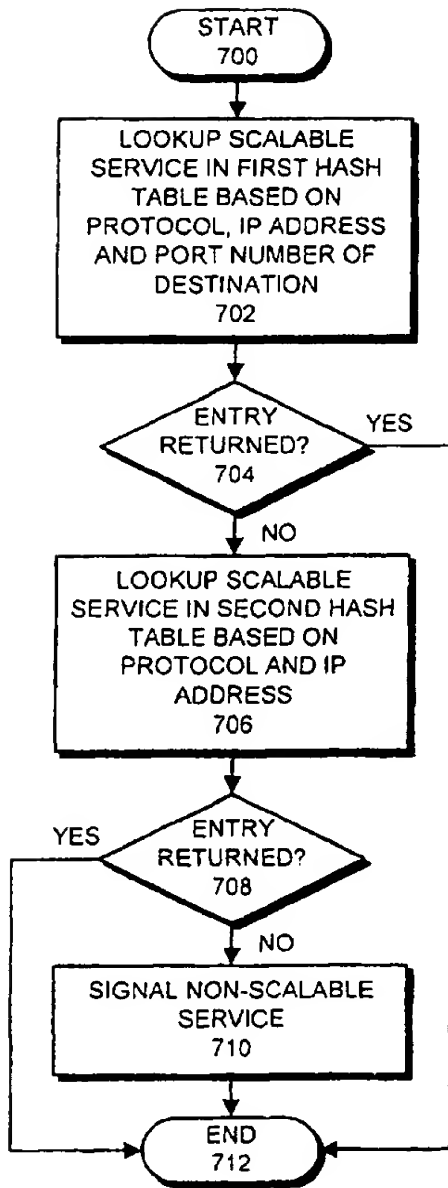 START
700
LOOKUP SCALABLE
SERVICE IN FIRST HASH
TABLE BASED ON
PROTOCOL, IP ADDRESS
AND PORT NUMBER OF
DESTINATION
702
ENTRY
RETURNED?
704
YES
NO
LOOKUP SCALABLE
SERVICE IN SECOND HASH
TABLE BASED ON
PROTOCOL AND IP
ADDRESS
706
YES
ENTRY
RETURNED?
708
NO
SIGNAL NON-SCALABLE
SERVICE
710
END
712